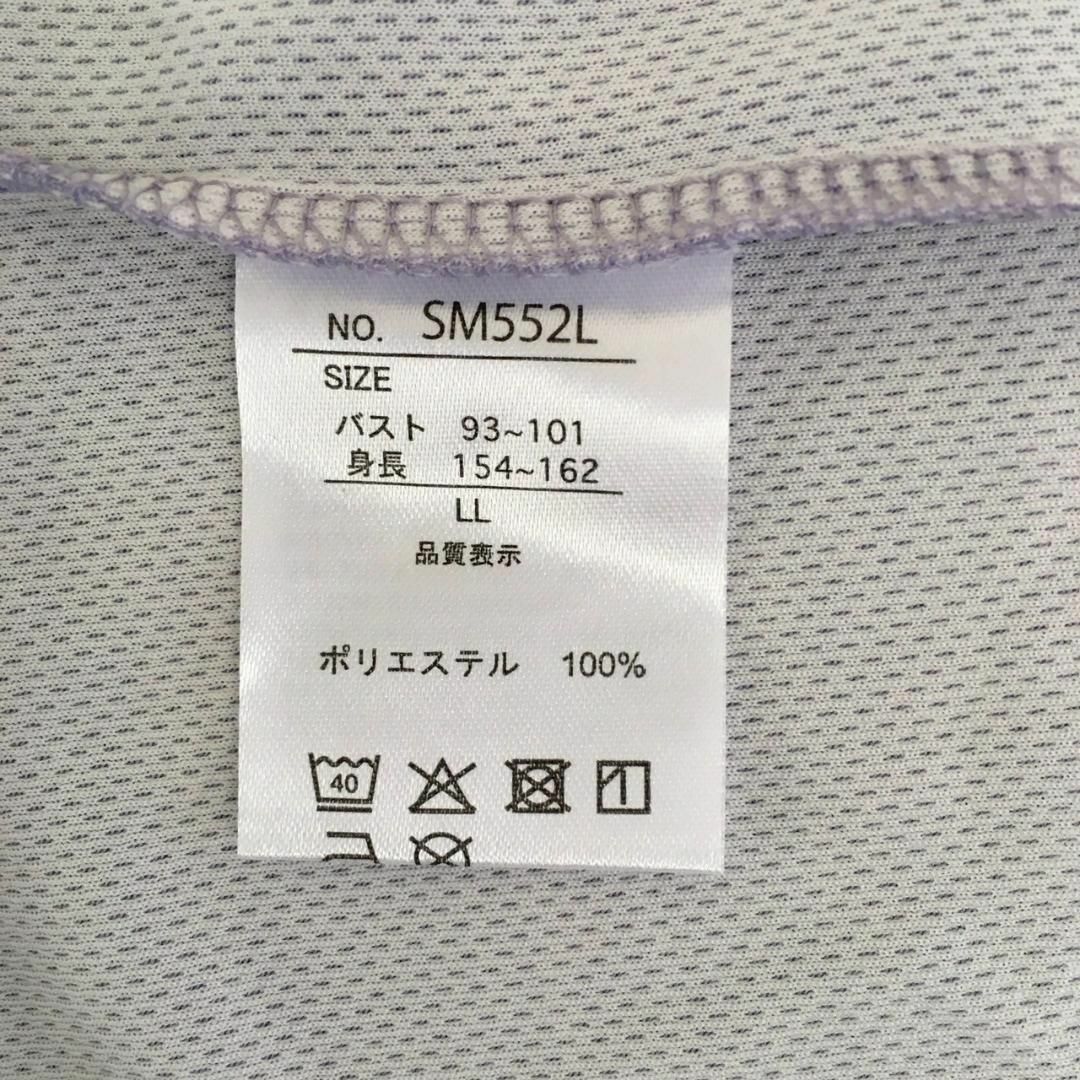 NO. SM552L
SIZE
バスト 93~101
身長 154~162
LL
品質表示
ポリエステル 100%
40